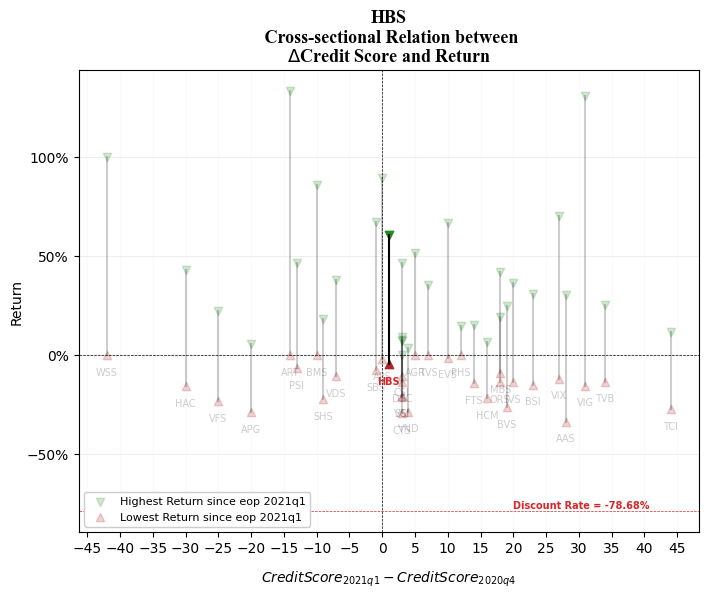 HBS
Cross-sectional Relation between
ΔCredit Score and Return
Return
100%
50%
0%
−50%
WSS
HAC
VFS
APG
ART
PSI
BMS
SHS
VDS
SBS
HBS
CTS
VND
AGR
TVS
EVS
PHS
FTS
HCM
MBS
ORS
BVS
BSI
VIX
AAS
VIG
TVB
TCI
Discount Rate = -78.68%
Highest Return since eop 2021q1
Lowest Return since eop 2021q1
−45 −40 −35 −30 −25 −20 −15 −10 −5 0 5 10 15 20 25 30 35 40 45
CreditScore2021q1 − CreditScore2020q4